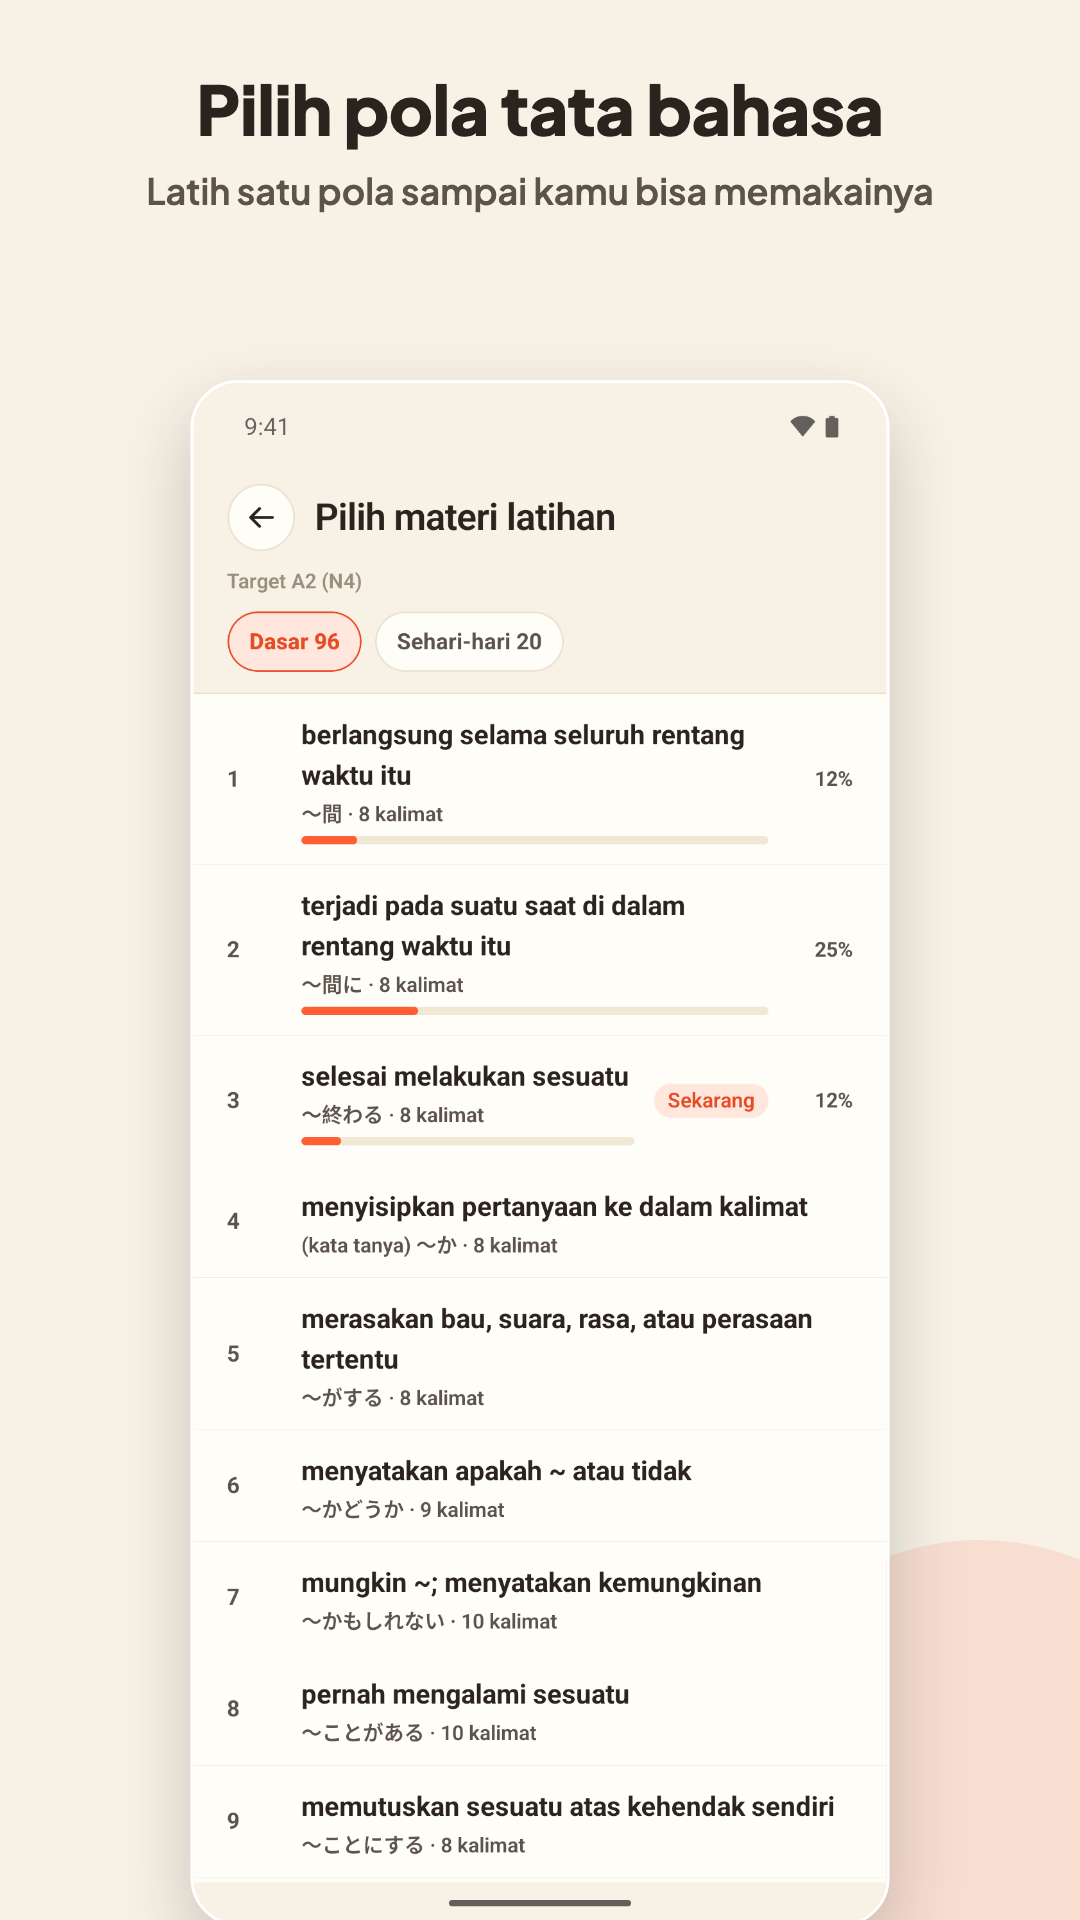 Pilih pola tata bahasa
Latih satu pola sampai kamu bisa memakainya
9:41
Pilih materi latihan
Target A2 (N4)
Dasar 96
Sehari-hari 20
1
berlangsung selama seluruh rentang
waktu itu
〜間 · 8 kalimat
12%
2
terjadi pada suatu saat di dalam
rentang waktu itu
〜間に · 8 kalimat
25%
3
selesai melakukan sesuatu
〜終わる · 8 kalimat
Sekarang
12%
4
menyisipkan pertanyaan ke dalam kalimat
(kata tanya) 〜か · 8 kalimat
5
merasakan bau, suara, rasa, atau perasaan
tertentu
〜がする · 8 kalimat
6
menyatakan apakah ~ atau tidak
〜かどうか · 9 kalimat
7
mungkin ~; menyatakan kemungkinan
〜かもしれない · 10 kalimat
8
pernah mengalami sesuatu
〜ことがある · 10 kalimat
9
memutuskan sesuatu atas kehendak sendiri
〜ことにする · 8 kalimat